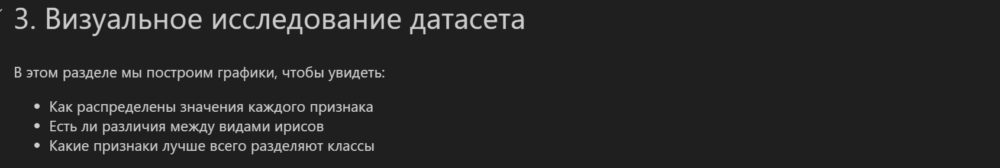 3. Визуальное исследование датасета
В этом разделе мы построим графики, чтобы увидеть:
• Как распределены значения каждого признака
• Есть ли различия между видами ирисов
• Какие признаки лучше всего разделяют классы